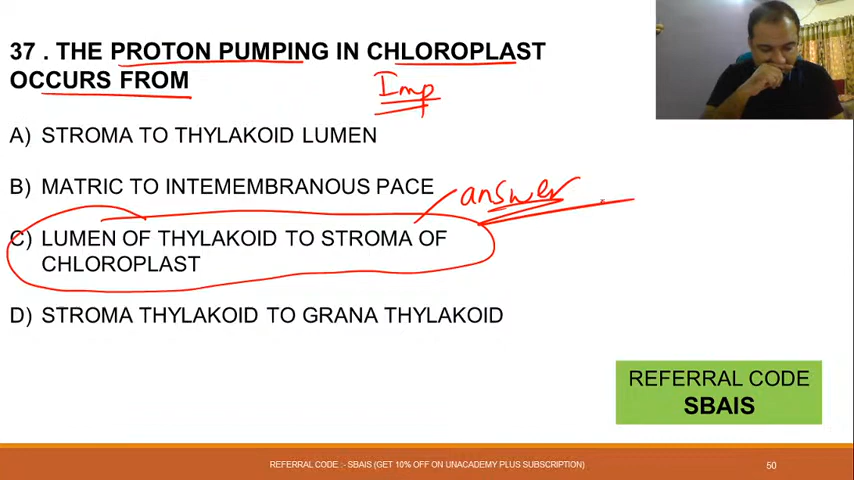 37 . THE PROTON PUMPING IN CHLOROPLAST
OCCURS FROM
Imp
A) STROMA TO THYLAKOID LUMEN
B) MATRIC TO INTEMEMBRANOUS PACE
answer
C) LUMEN OF THYLAKOID TO STROMA OF
CHLOROPLAST
D) STROMA THYLAKOID TO GRANA THYLAKOID
REFERRAL CODE
SBAIS
REFERRAL CODE :- SBAIS (GET 10% OFF ON UNACADEMY PLUS SUBSCRIPTION)
50